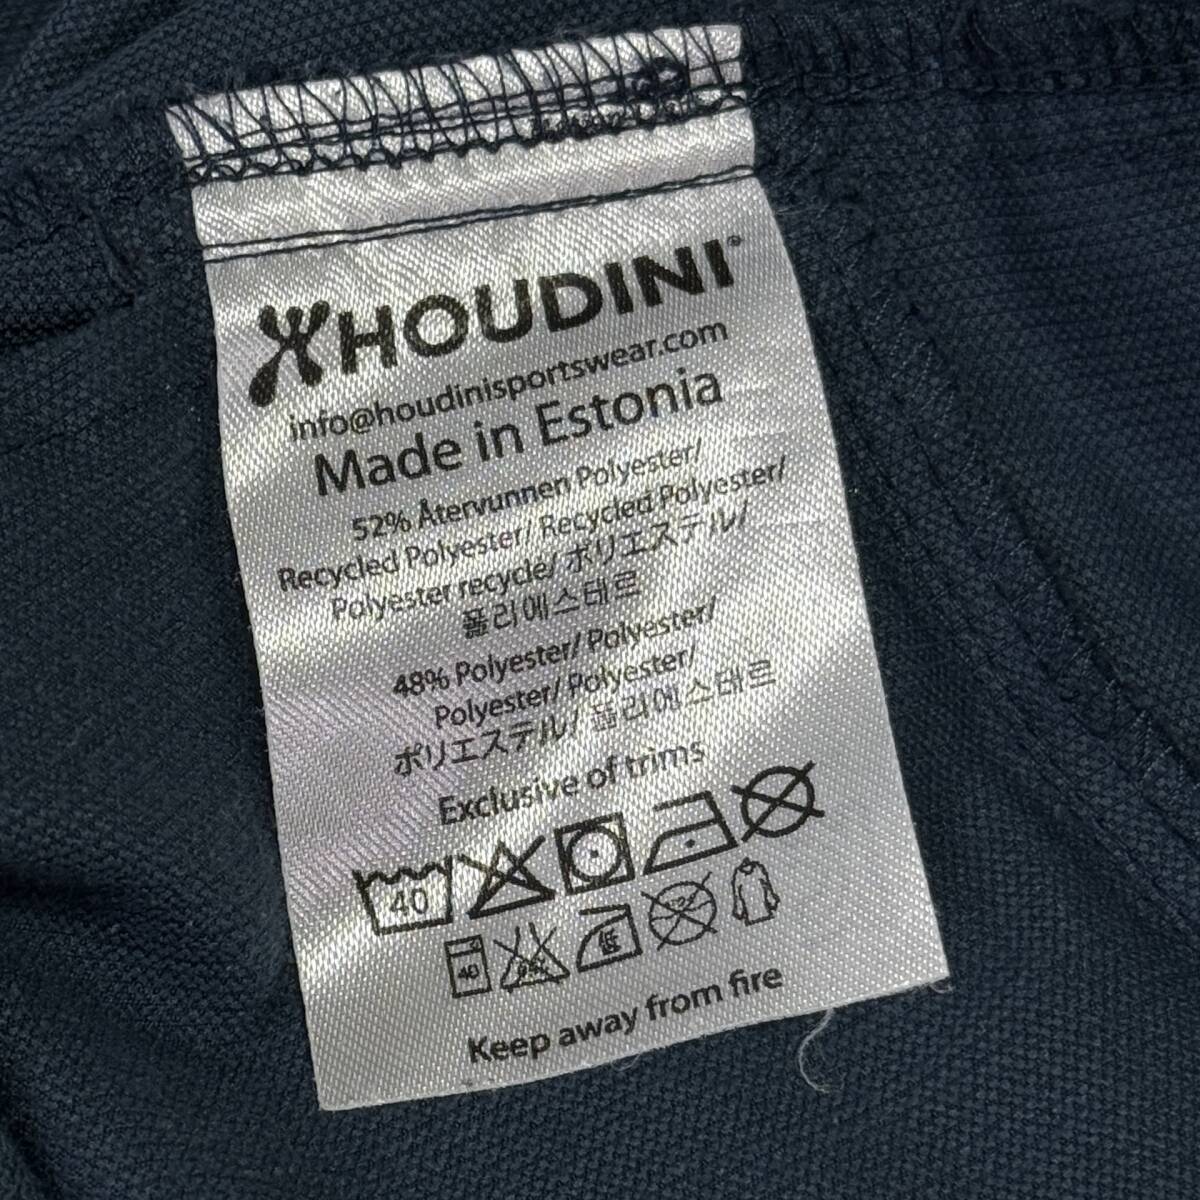 HOUDINI
info@houdinisportswear.com
Made in Estonia
52% Återvunnen Polyester/
Recycled Polyester/ Recycled Polyester/
Polyester recycle/ ポリエステル/
폴리에스테르
48% Polyester/ Polyester/
Polyester/ Polyester/
ポリエステル/ 폴리에스테르
Exclusive of trims
40
40
低
Keep away from fire